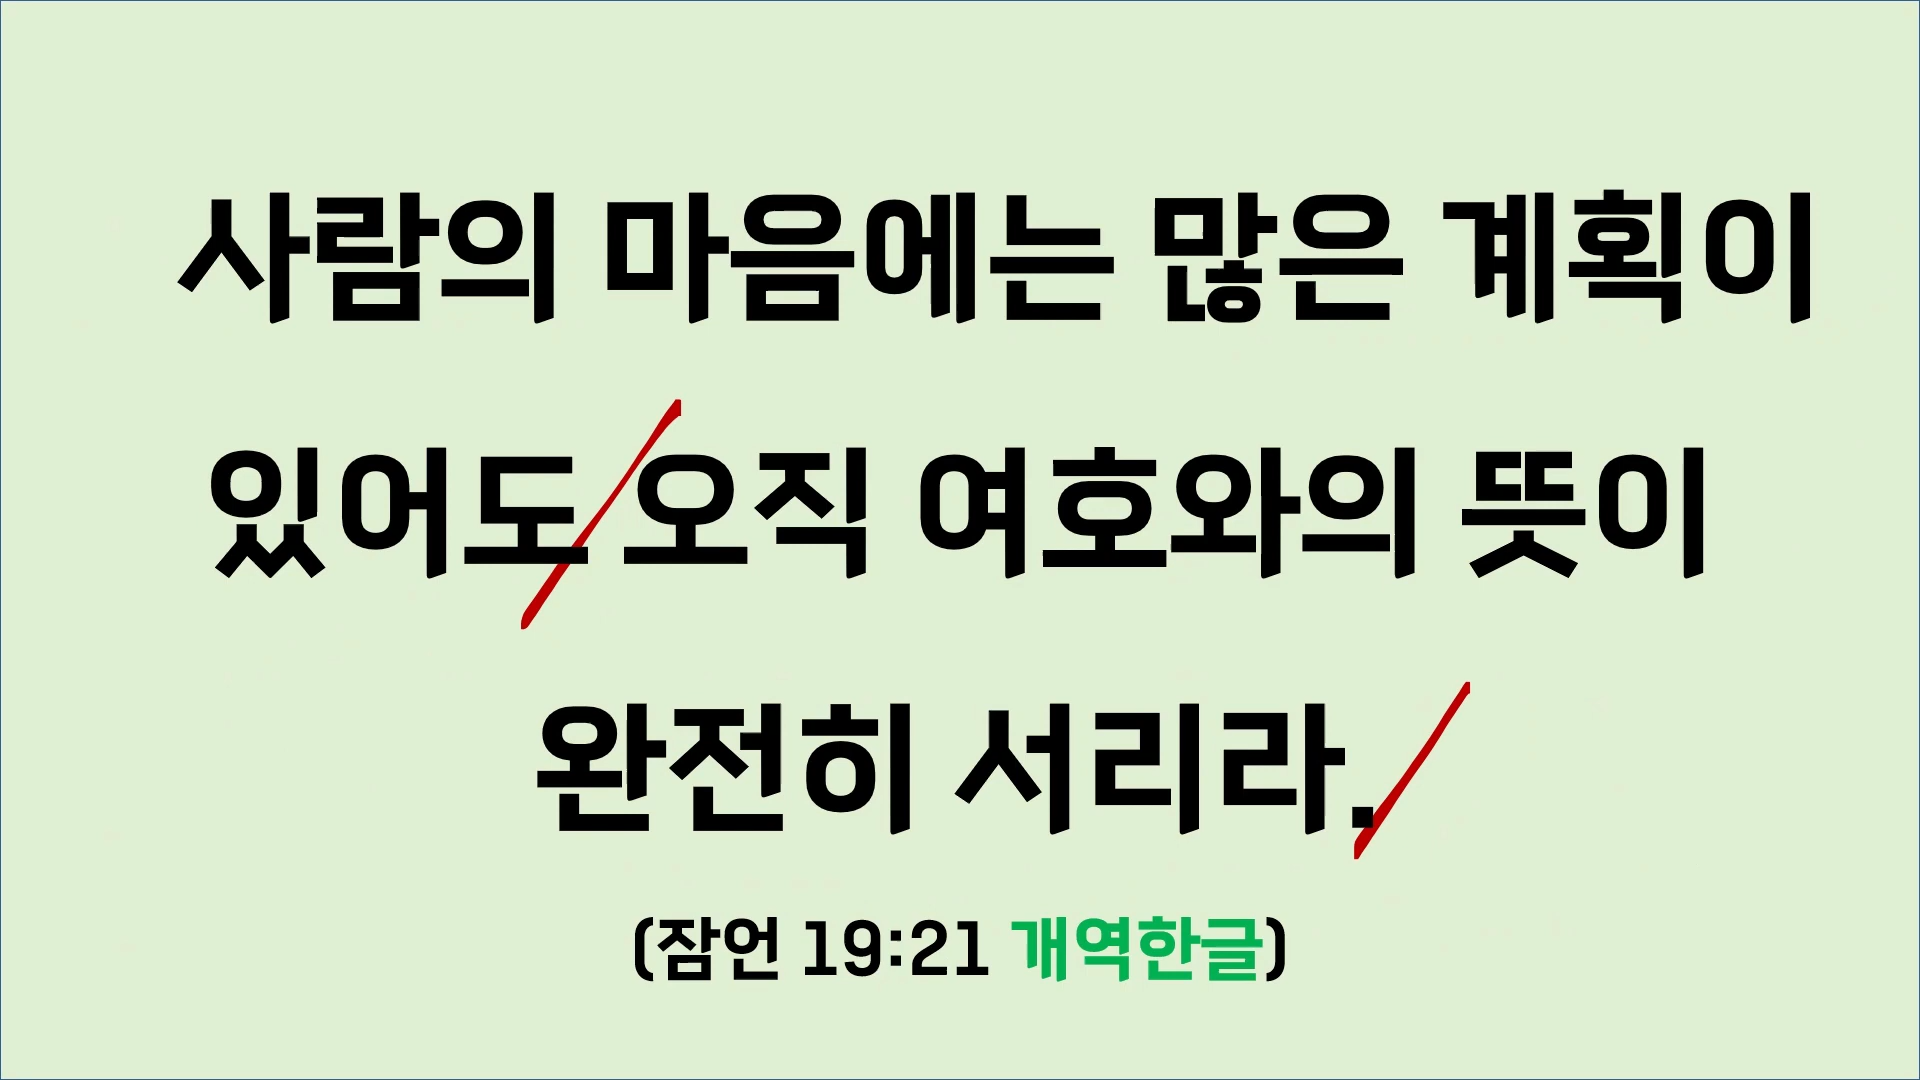 사람의 마음에는 많은 계획이
있어도 오직 여호와의 뜻이
완전히 서리라.
(잠언 19:21 개역한글)